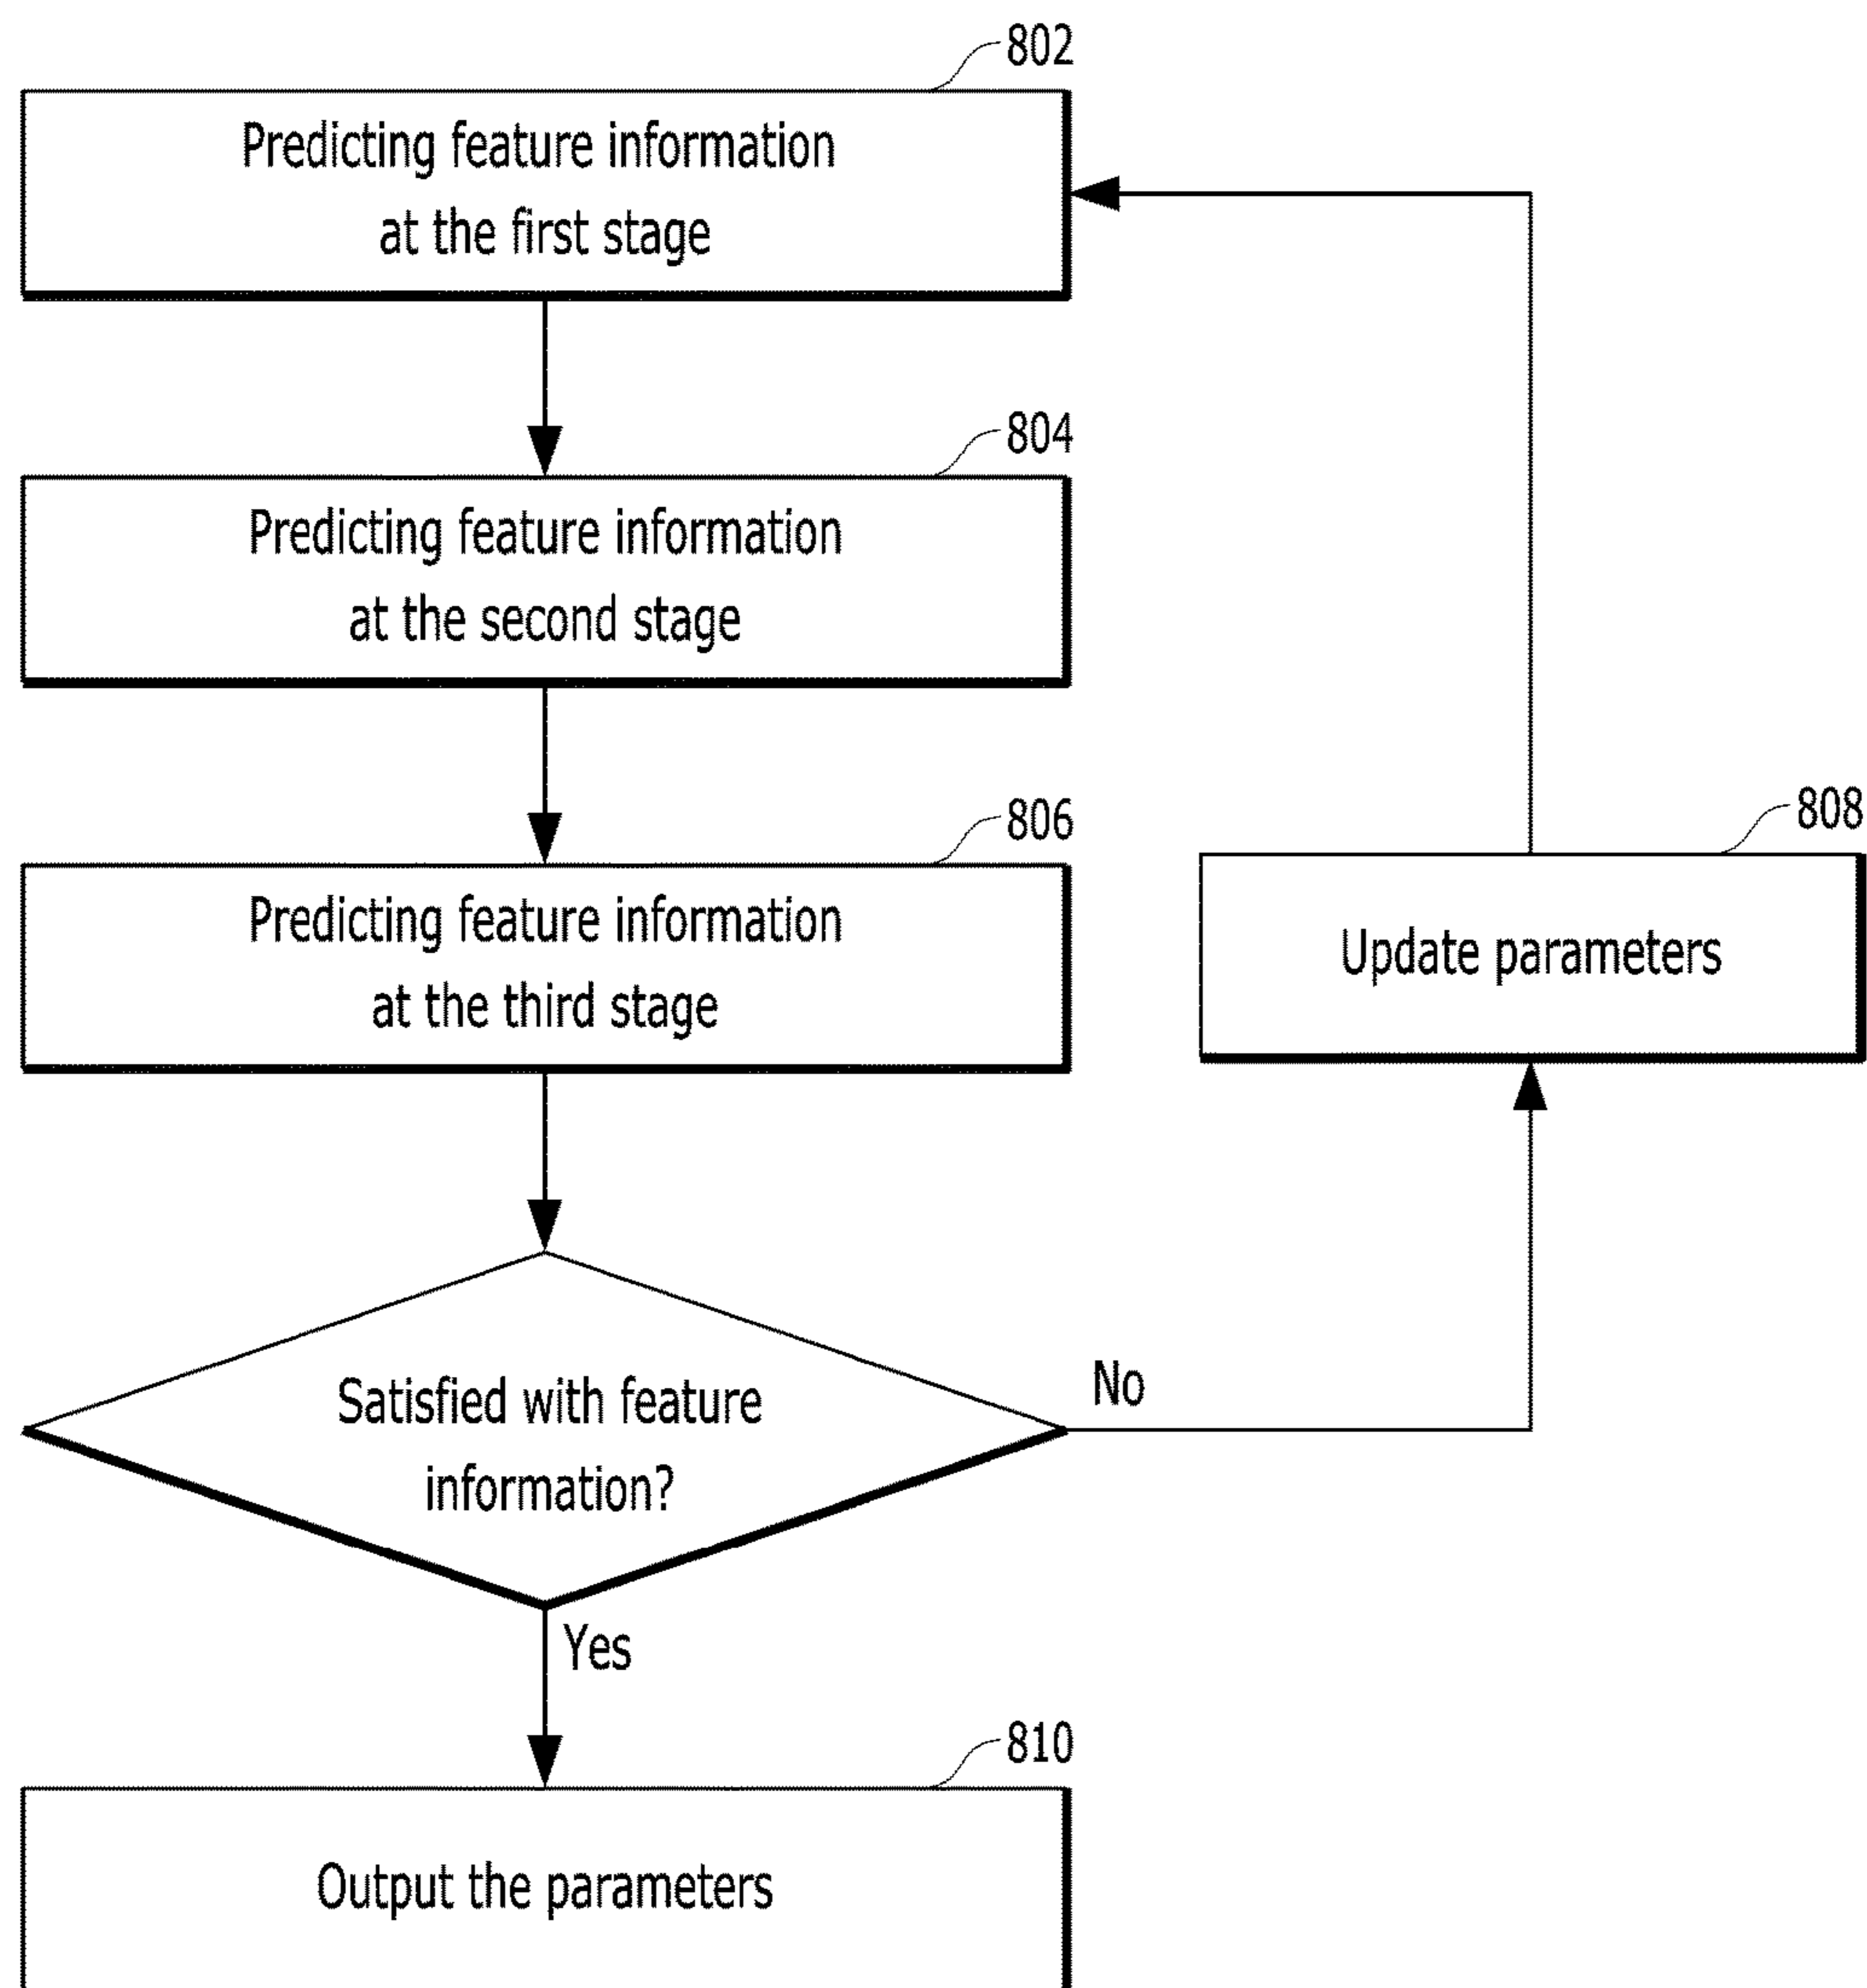 802
Predicting feature information
at the first stage
804
Predicting feature information
at the second stage
806
Predicting feature information
at the third stage
808
Update parameters
Satisfied with feature
information?
No
Yes
810
Output the parameters